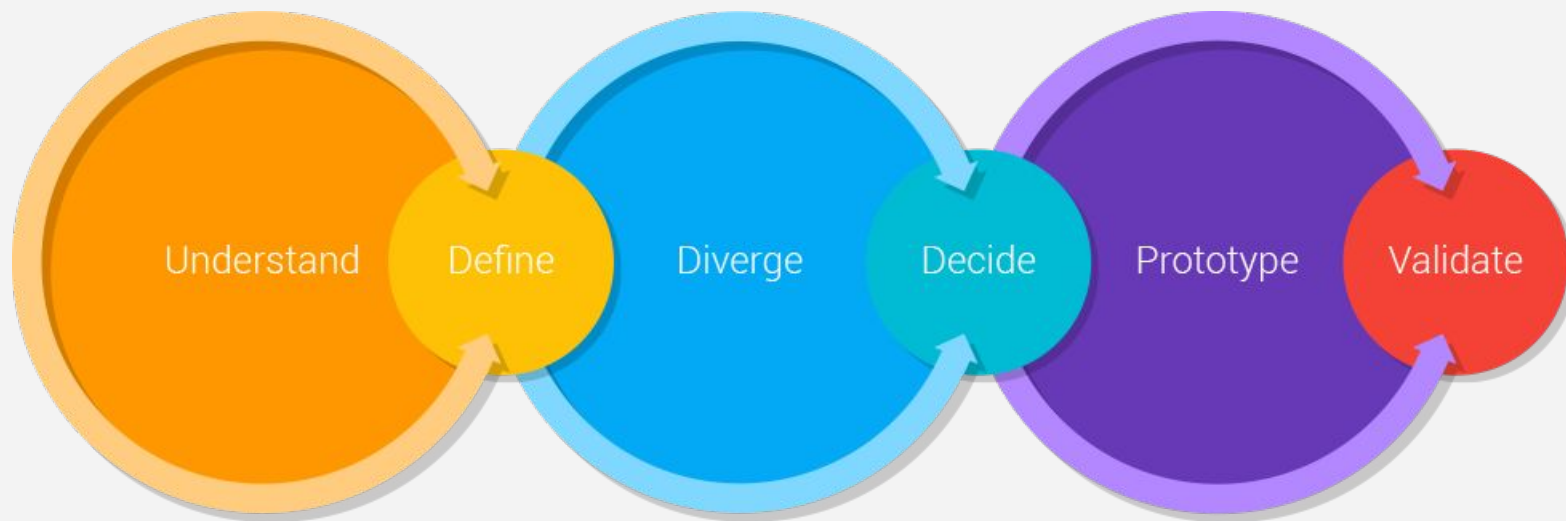 Understand
Define
Diverge
Decide
Prototype
Validate